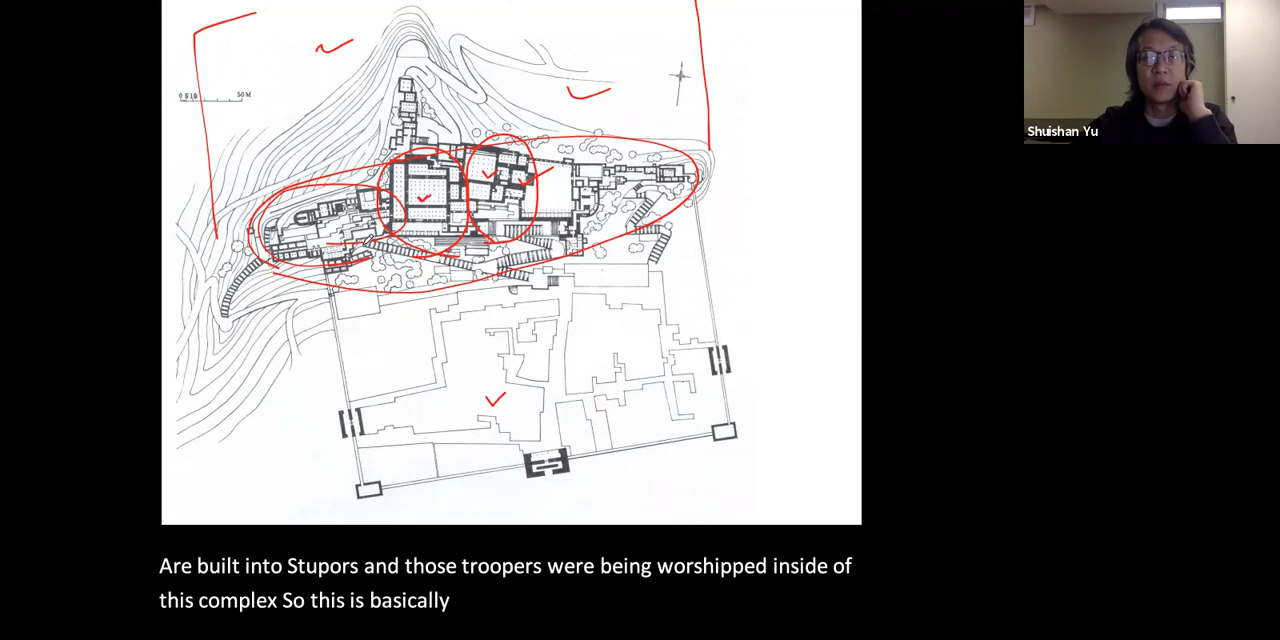 0 5 10 50 M
Shuishan Yu
Are built into Stupors and those troopers were being worshipped inside of
this complex So this is basically